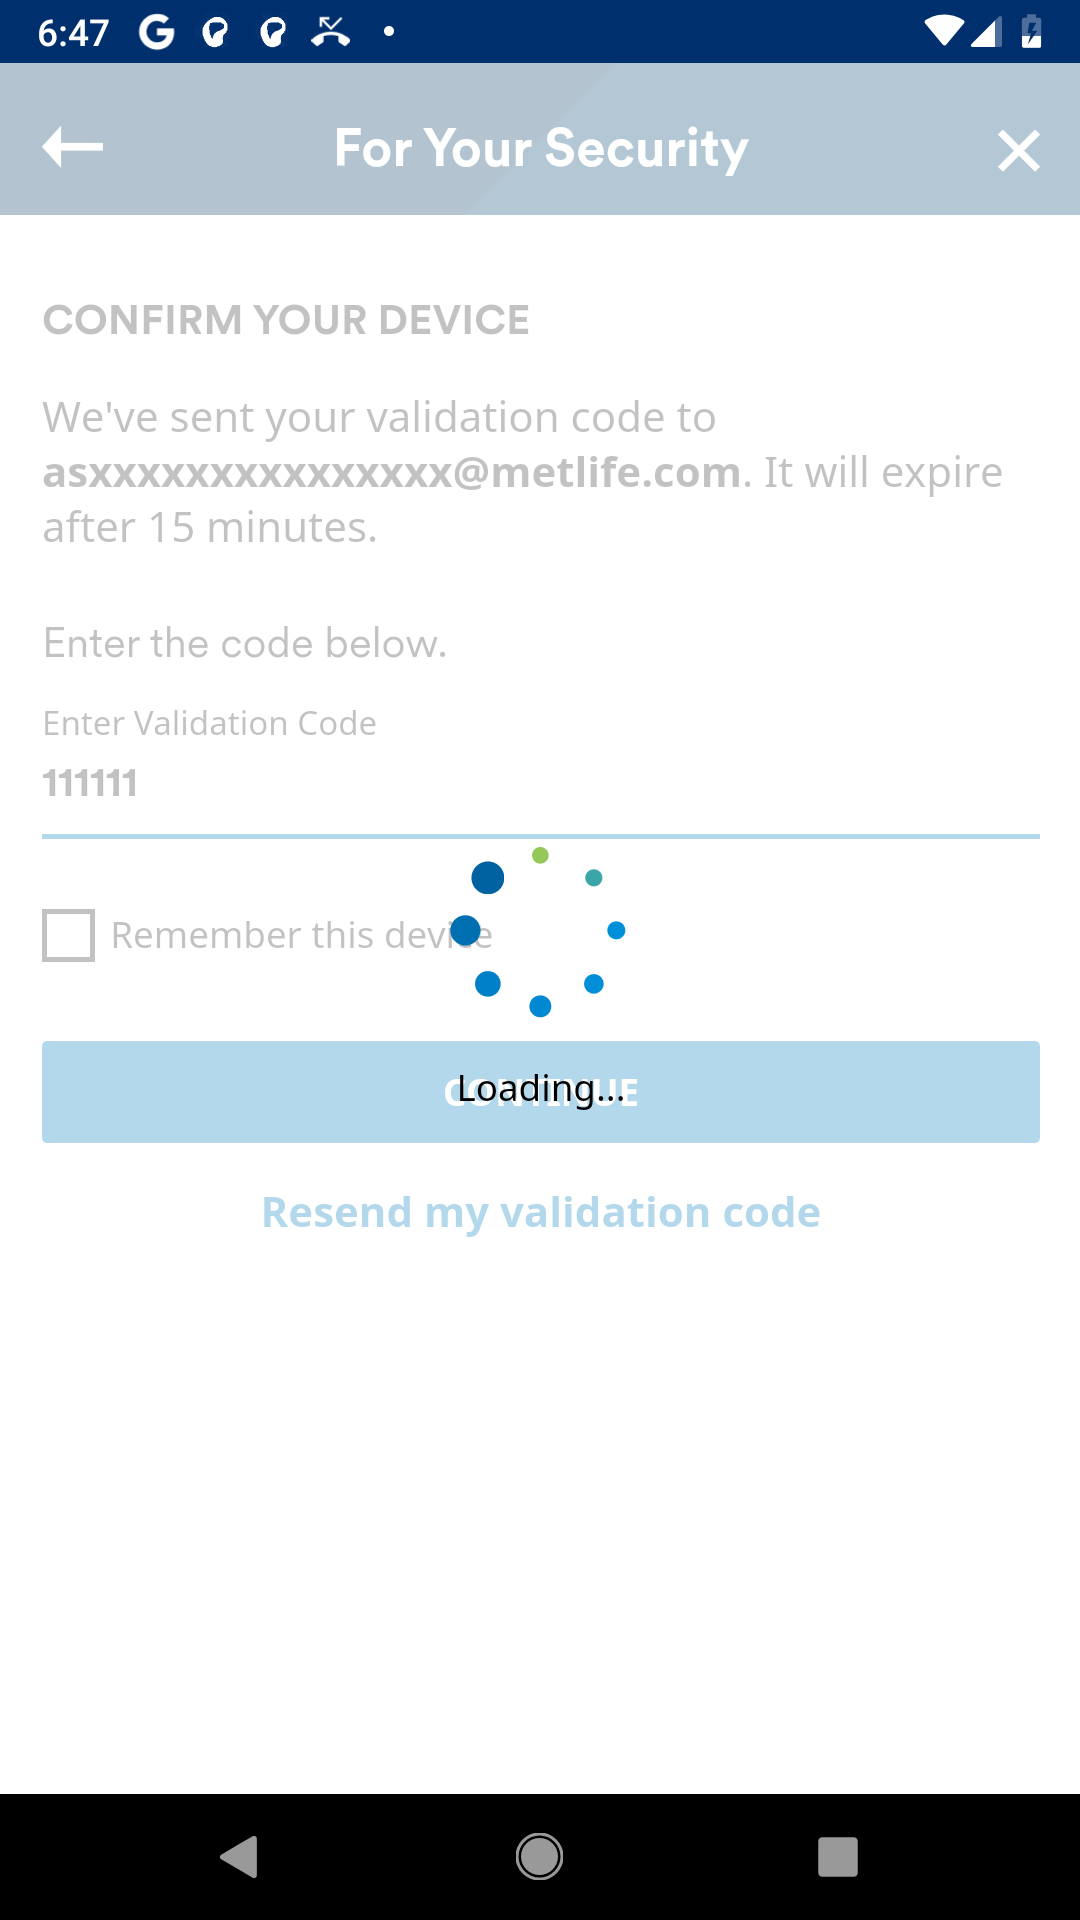 6:47
For Your Security
CONFIRM YOUR DEVICE
We've sent your validation code to
asxxxxxxxxxxxxxxx@metlife.com. It will expire
after 15 minutes.
Enter the code below.
Enter Validation Code
111111
Remember this device
CONTINUE
Loading...
Resend my validation code